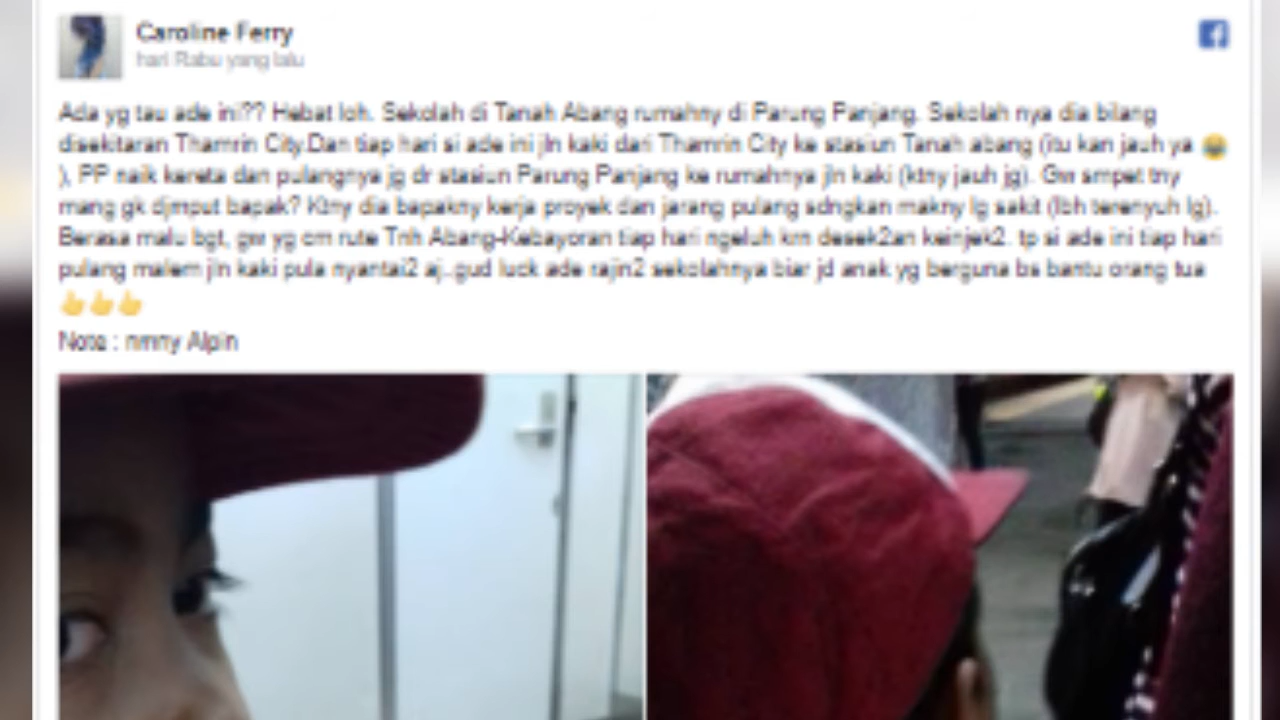 Caroline Ferry
hari Rabu yang lalu
Ada yg tau ade ini?? Hebat loh. Sekolah di Tanah Abang rumahny di Parung Panjang. Sekolah nya dia bilang
disekitaran Thamrin City.Dan tiap hari si ade ini jln kaki dari Thamrin City ke stasiun Tanah abang (itu kan jauh ya 😂
), PP naik kereta dan pulangnya jg dr stasiun Parung Panjang ke rumahnya jln kaki (ktny jauh jg). Gw smpet tny
mang gk djmput bapak? Ktny dia bapakny kerja proyek dan jarang pulang sdngkan makny lg sakit (lbh terenyuh lg).
Berasa malu bgt, gw yg cm rute Tnh Abang-Kebayoran tiap hari ngeluh krn desek2an keinjek2. tp si ade ini tiap hari
pulang malem jln kaki pula nyantai2 aj..gud luck ade rajin2 sekolahnya biar jd anak yg berguna bs bantu orang tua
👍👍👍
Note : nmny Alpin